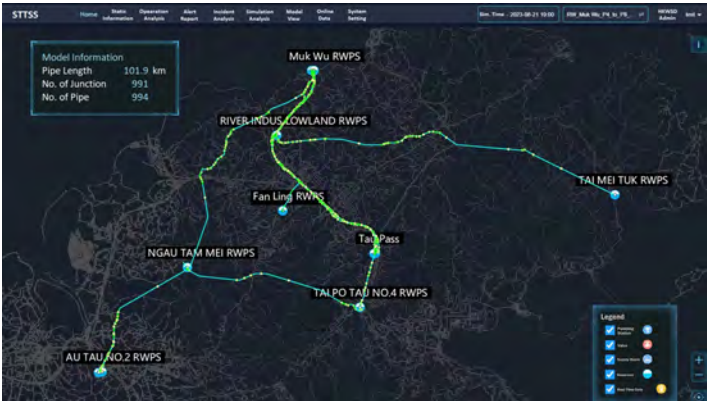 STTSS
Home
Static Information
Operation Analysis
Alert Report
Incident Analysis
Simulation Analysis
Model View
Online Data
System Setting
Sim. Time - 2023-08-21 10:00
HKWSD Admin
Model Information
Pipe Length 101.9 km
No. of Junction 991
No. of Pipe 994
Muk Wu RWPS
RIVER INDUS LOWLAND RWPS
TAI MEI TUK RWPS
Fan Ling RWPS
Tau Pass
NGAU TAM MEI RWPS
TAI PO TAU NO.4 RWPS
AU TAU NO.2 RWPS
Legend